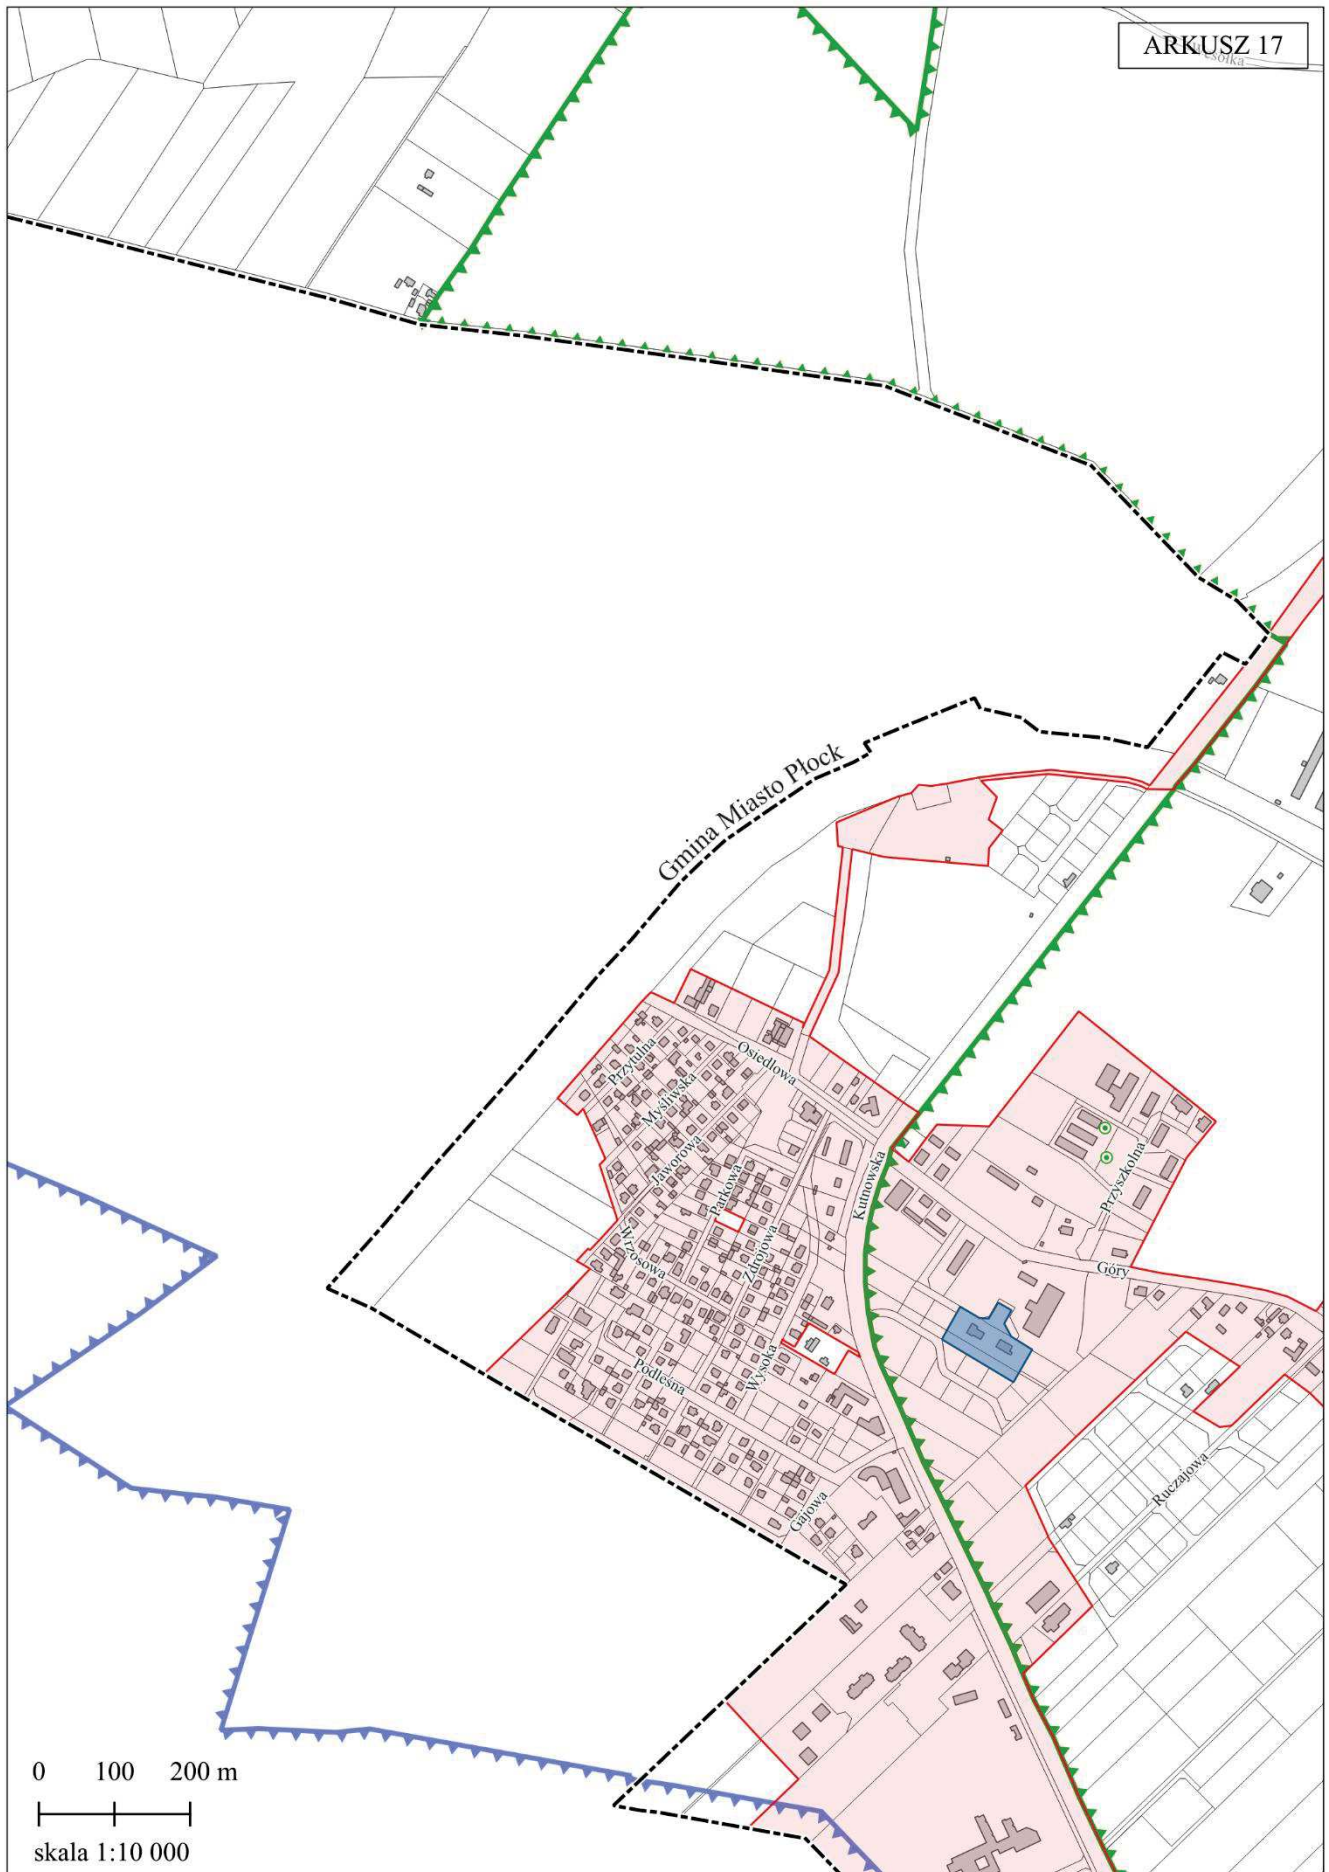 ARKUSZ 17
Gmina Miasto Płock
Osiedlowa
Przytulna
Myśliwska
Jaworowa
Parkowa
Kutnowska
Przyszkolna
Wrzosowa
Zdrojowa
Góry
Podleśna
Wysoka
Ruczajowa
Gajowa
0 100 200 m
skala 1:10 000